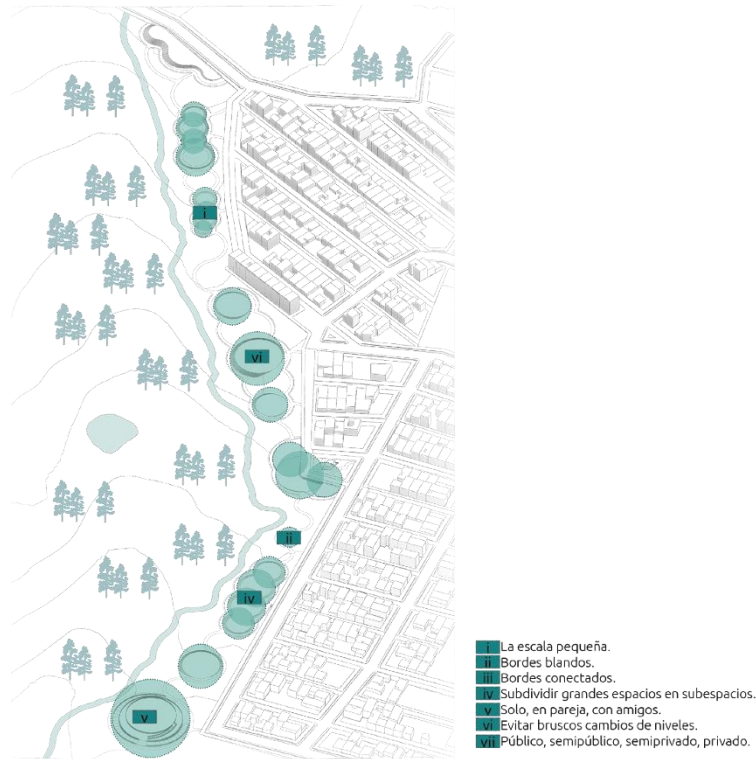 i
vi
ii
iv
v
i La escala pequeña.
ii Bordes blandos.
iii Bordes conectados.
iv Subdividir grandes espacios en subespacios.
v Solo, en pareja, con amigos.
vi Evitar bruscos cambios de niveles.
vii Público, semipúblico, semiprivado, privado.